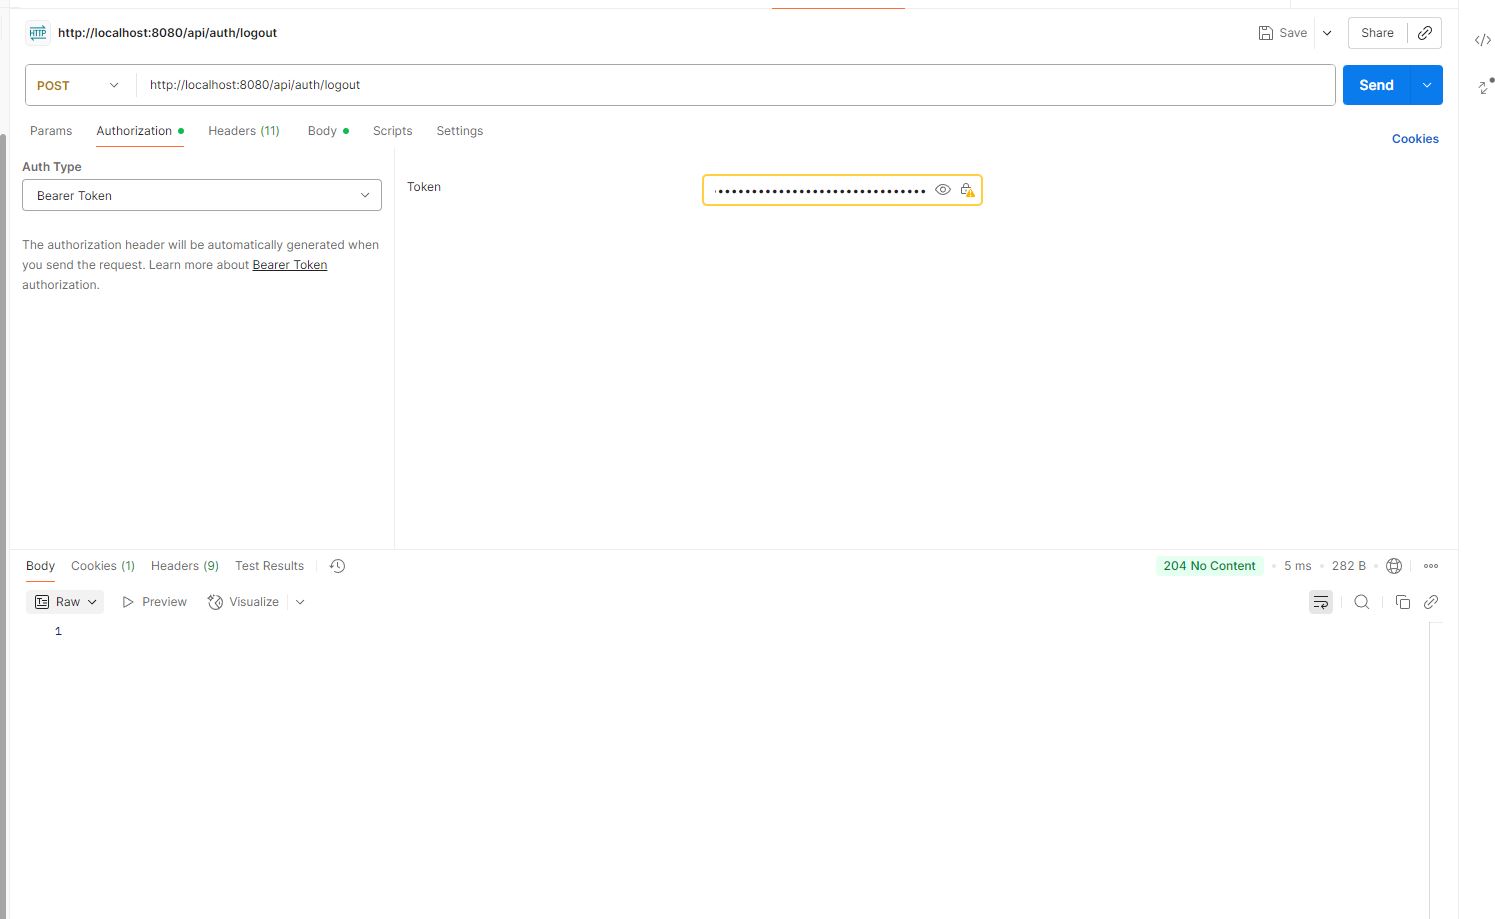 HTTP http://localhost:8080/api/auth/logout
Save
Share
POST http://localhost:8080/api/auth/logout
Send
Params Authorization Headers (11) Body Scripts Settings
Cookies
Auth Type
Bearer Token
The authorization header will be automatically generated when
you send the request. Learn more about Bearer Token
authorization.
Token
Body Cookies (1) Headers (9) Test Results
204 No Content • 5 ms • 282 B
Raw Preview Visualize
1